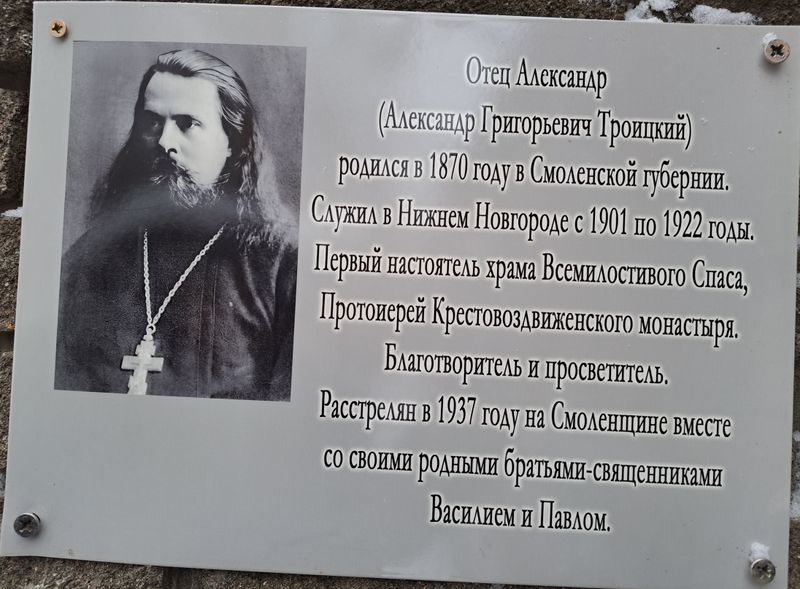 Отец Александр
(Александр Григорьевич Троицкий)
родился в 1870 году в Смоленской губернии.
Служил в Нижнем Новгороде с 1901 по 1922 годы.
Первый настоятель храма Всемилостивого Спаса,
Протоиерей Крестовоздвиженского монастыря.
Благотворитель и просветитель.
Расстрелян в 1937 году на Смоленщине вместе
со своими родными братьями-священниками
Василием и Павлом.